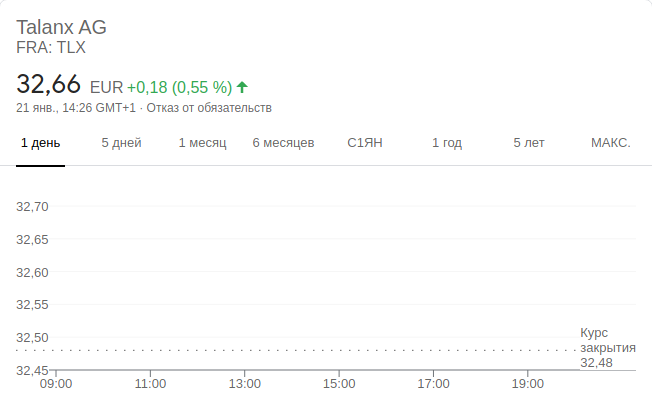 Talanx AG
FRA: TLX
32,66 EUR +0,18 (0,55 %)
21 янв., 14:26 GMT+1 · Отказ от обязательств
1 день 5 дней 1 месяц 6 месяцев С1ЯН 1 год 5 лет МАКС.
32,70
32,65
32,60
32,55
32,50
Курс
закрытия
32,48
32,45
09:00 11:00 13:00 15:00 17:00 19:00